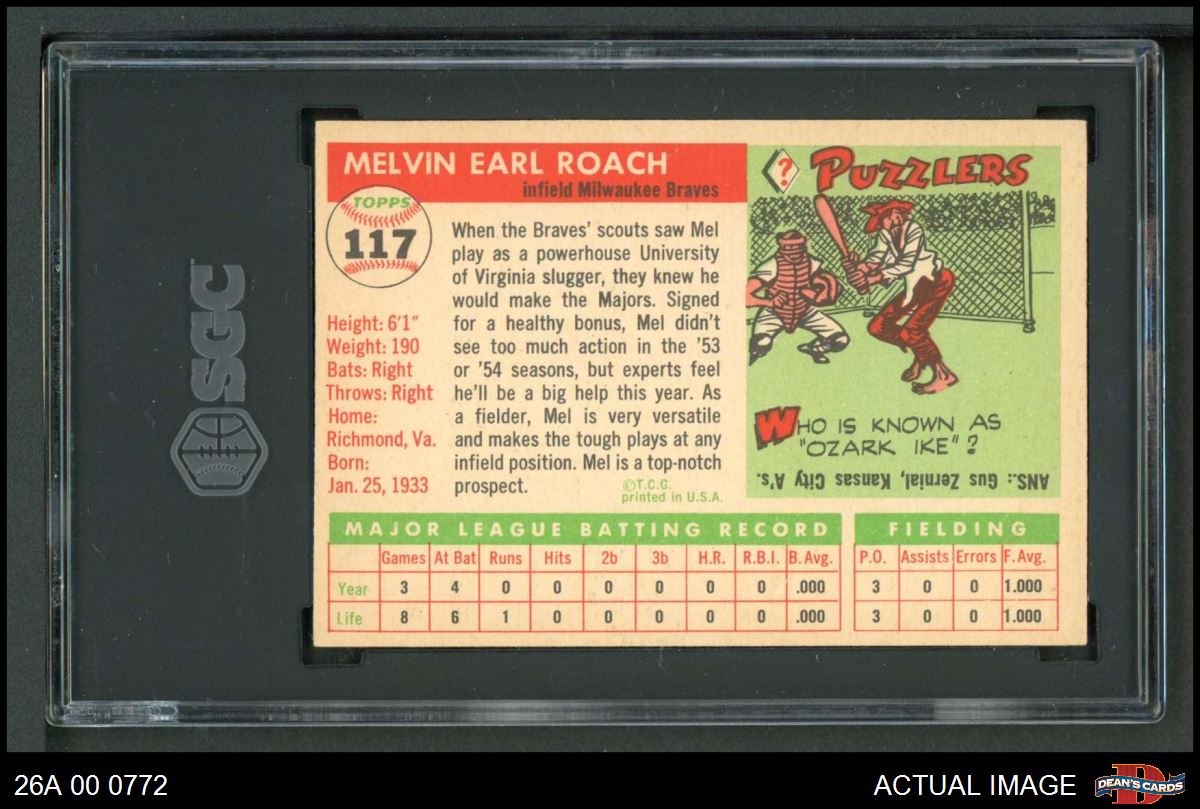 MELVIN EARL ROACH
infield Milwaukee Braves
TOPPS
117
Height: 6'1"
Weight: 190
Bats: Right
Throws: Right
Home:
Richmond, Va.
Born:
Jan. 25, 1933
When the Braves' scouts saw Mel
play as a powerhouse University
of Virginia slugger, they knew he
would make the Majors. Signed
for a healthy bonus, Mel didn't
see too much action in the '53
or '54 seasons, but experts feel
he'll be a big help this year. As
a fielder, Mel is very versatile
and makes the tough plays at any
infield position. Mel is a top-notch
prospect.
©T.C.G.
printed in U.S.A.
? PUZZLERS
WHO IS KNOWN AS
"OZARK IKE"?
ANS.: Gus Zernial, Kansas City A's.
MAJOR LEAGUE BATTING RECORD
Games At Bat Runs Hits 2b 3b H.R. R.B.I. B. Avg.
Year 3 4 0 0 0 0 0 0 .000
Life 8 6 1 0 0 0 0 0 .000
FIELDING
P.O. Assists Errors F. Avg.
3 0 0 1.000
3 0 0 1.000
SGC
26A 00 0772
ACTUAL IMAGE
D
DEAN'S CARDS